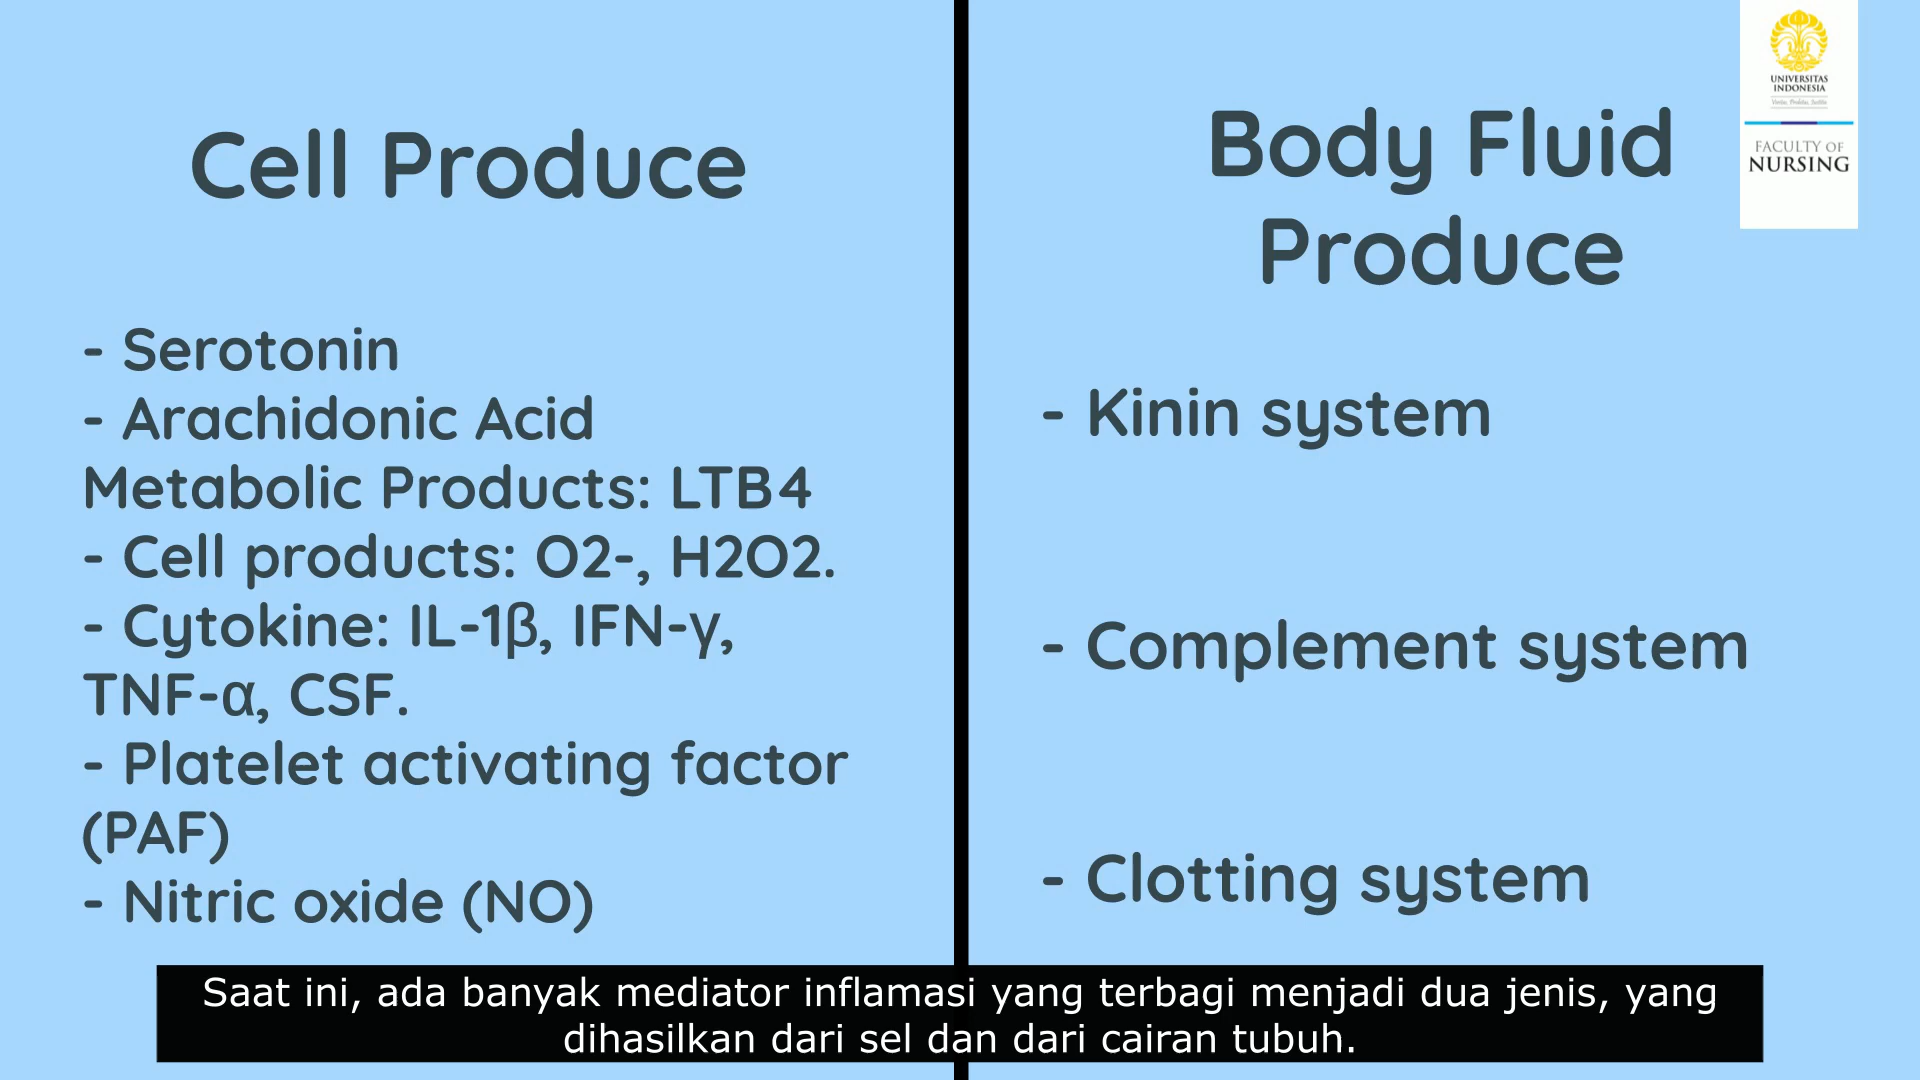 Cell Produce
- Serotonin
- Arachidonic Acid
Metabolic Products: LTB4
- Cell products: O2-, H2O2.
- Cytokine: IL-1β, IFN-γ,
TNF-α, CSF.
- Platelet activating factor
(PAF)
- Nitric oxide (NO)
Body Fluid
Produce
- Kinin system
- Complement system
- Clotting system
UNIVERSITAS
INDONESIA
Veritas, Probitas, Justitia
FACULTY OF
NURSING
Saat ini, ada banyak mediator inflamasi yang terbagi menjadi dua jenis, yang
dihasilkan dari sel dan dari cairan tubuh.